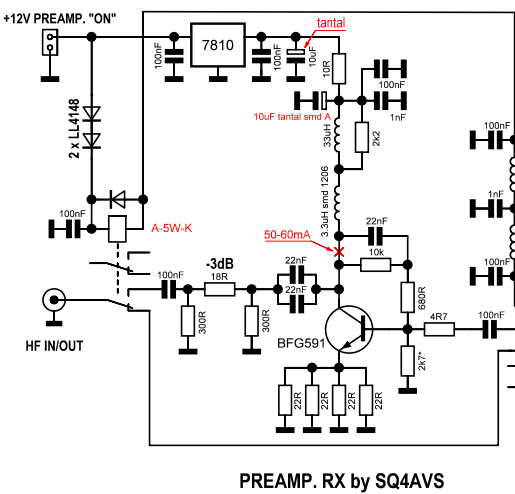 +12V PREAMP. "ON"
tantal
7810
100nF
100nF
10uF
10R
100nF
1nF
10uF tantal smd A
33uH
2k2
2 x LL4148
100nF
3.3uH smd 1206
1nF
100nF
A-5W-K
50-60mA
22nF
10k
100nF
-3dB
18R
22nF
22nF
680R
100nF
300R
300R
4R7
100nF
HF IN/OUT
BFG591
2k7*
22R
22R
22R
22R
PREAMP. RX by SQ4AVS